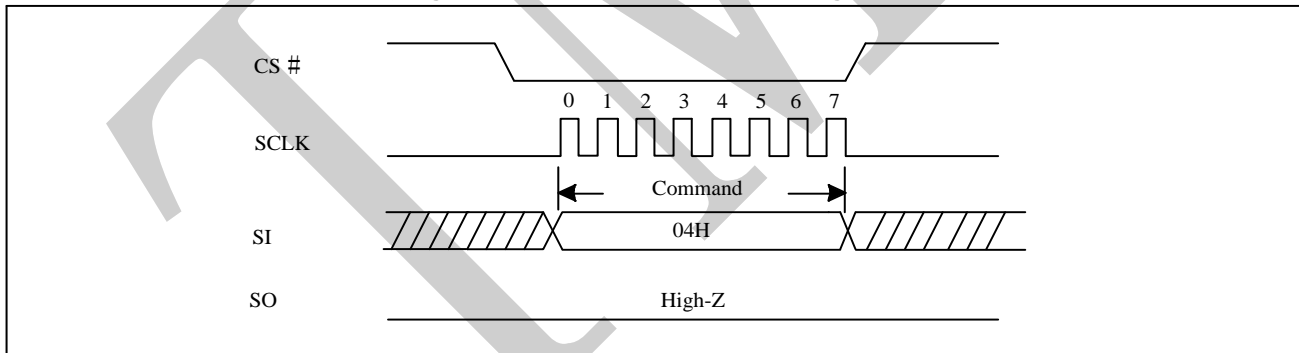 CS #
0 1 2 3 4 5 6 7
SCLK
Command
SI
04H
SO
High-Z